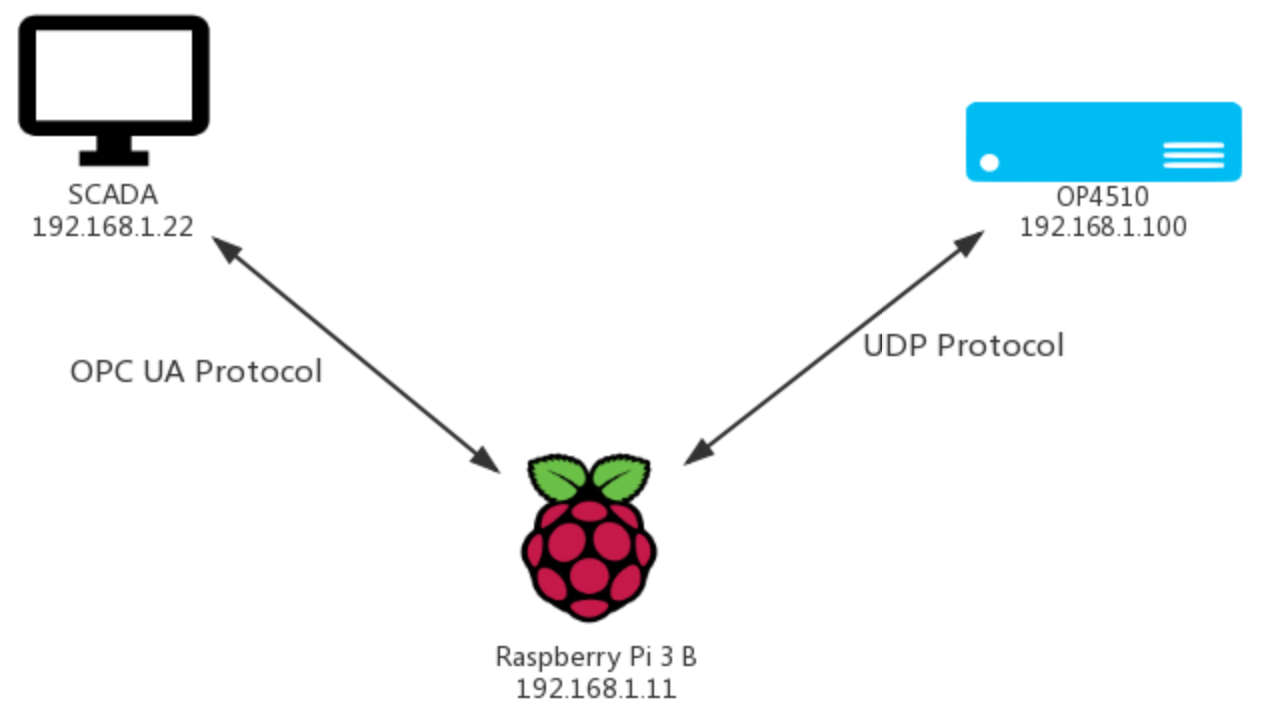 SCADA
192.168.1.22
OP4510
192.168.1.100
OPC UA Protocol
UDP Protocol
Raspberry Pi 3 B
192.168.1.11